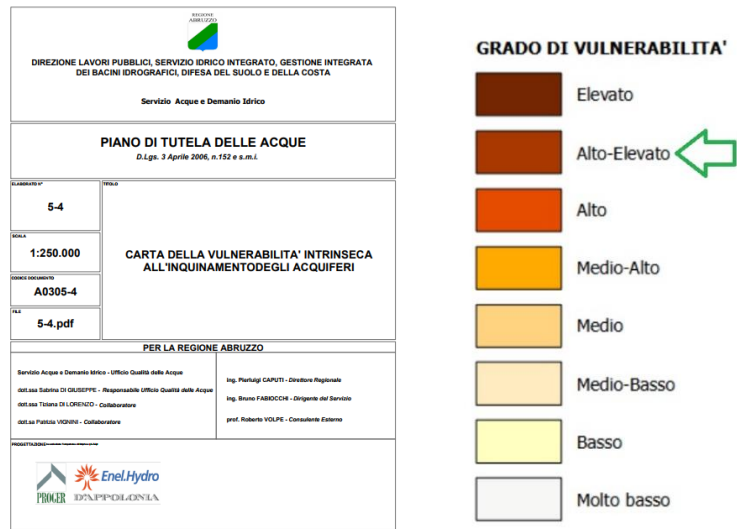 REGIONE
ABRUZZO
DIREZIONE LAVORI PUBBLICI, SERVIZIO IDRICO INTEGRATO, GESTIONE INTEGRATA
DEI BACINI IDROGRAFICI, DIFESA DEL SUOLO E DELLA COSTA
Servizio Acque e Demanio Idrico
PIANO DI TUTELA DELLE ACQUE
D.Lgs. 3 Aprile 2006, n.152 e s.m.i.
ELABORATO N°
5-4
SCALA
1:250.000
CODICE DOCUMENTO
A0305-4
FILE
5-4.pdf
TITOLO
CARTA DELLA VULNERABILITA' INTRINSECA
ALL'INQUINAMENTODEGLI ACQUIFERI
PER LA REGIONE ABRUZZO
Servizio Acque e Demanio Idrico - Ufficio Qualità delle Acque
dott.ssa Sabrina DI GIUSEPPE - Responsabile Ufficio Qualità delle Acque
dott.ssa Tiziana DI LORENZO - Collaboratore
dott.sa Patrizia VIGNINI - Collaboratore
ing. Pierluigi CAPUTI - Direttore Regionale
ing. Bruno FABIOCCHI - Dirigente del Servizio
prof. Roberto VOLPE - Consulente Esterno
PROGETTAZIONE
PROGER
Enel.Hydro
D'APPOLONIA
GRADO DI VULNERABILITA'
Elevato
Alto-Elevato
Alto
Medio-Alto
Medio
Medio-Basso
Basso
Molto basso